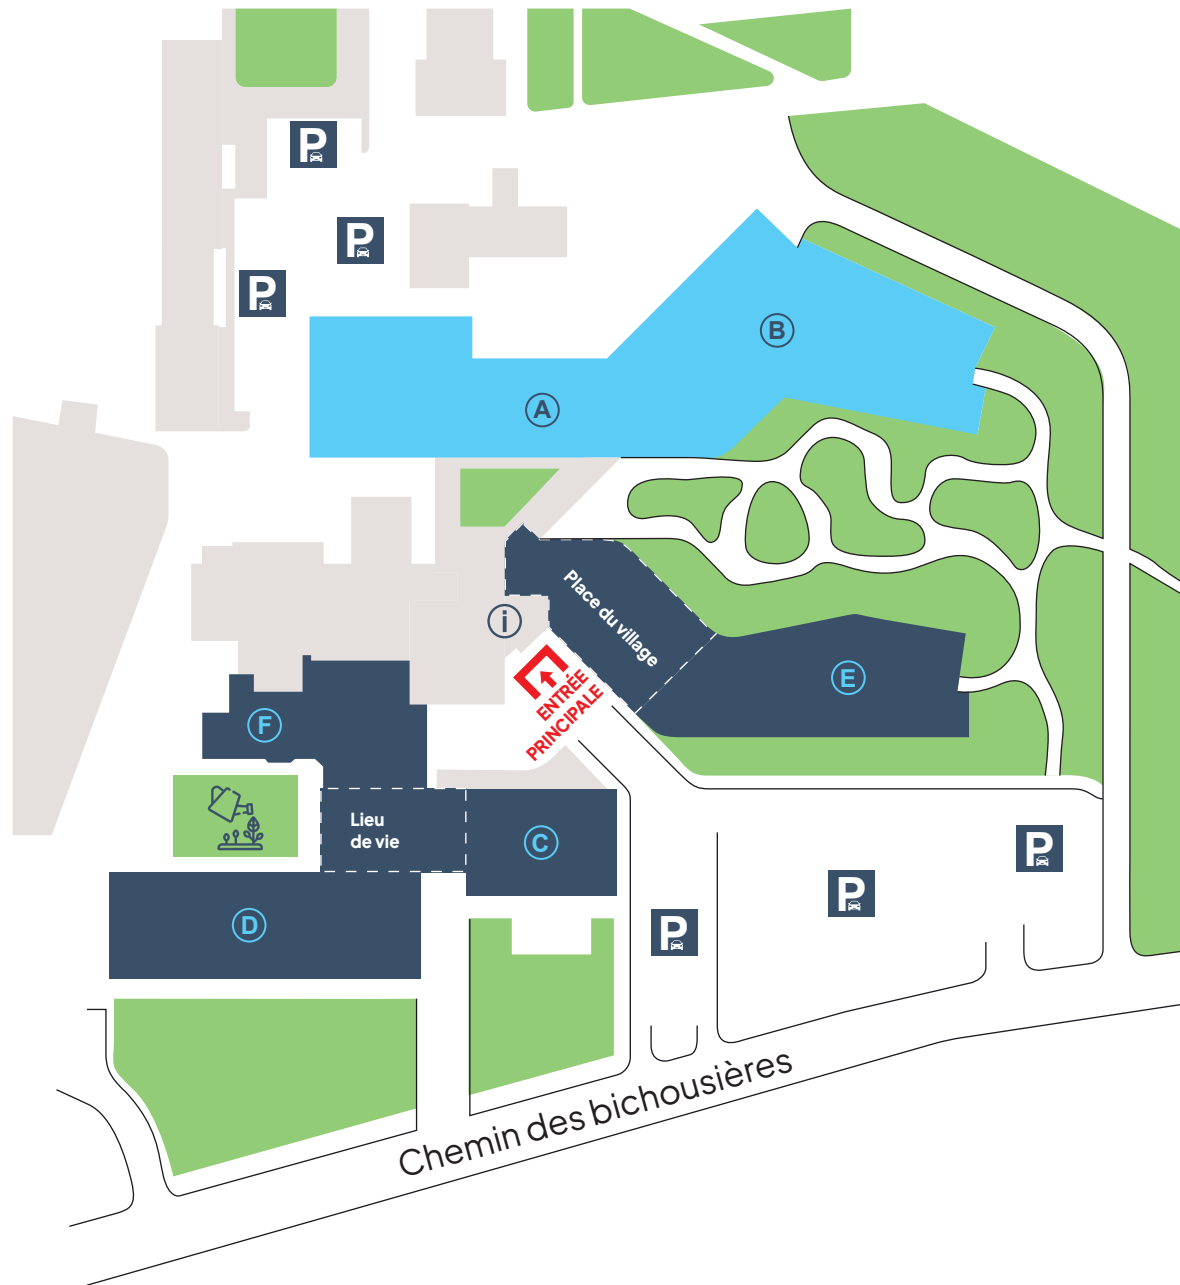 P
P
P
B
A
Place du village
i
ENTRÉE
PRINCIPALE
E
F
Lieu
de vie
C
D
P
P
P
Chemin des bichousières